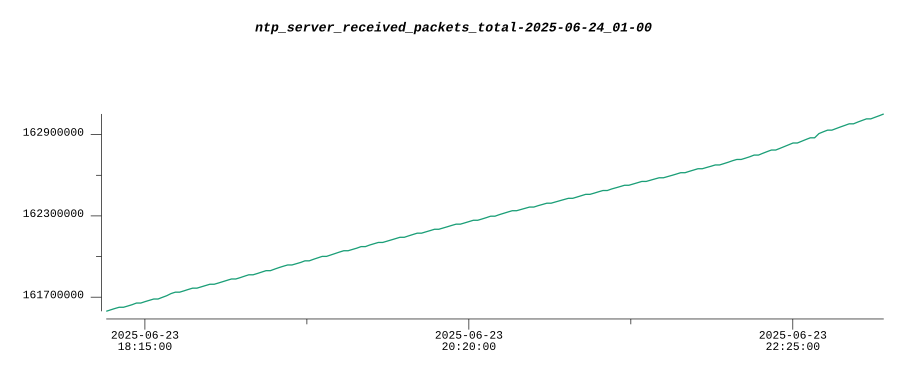 ntp_server_received_packets_total-2025-06-24_01-00
162900000
162300000
161700000
2025-06-23 2025-06-23 2025-06-23
18:15:00 20:20:00 22:25:00